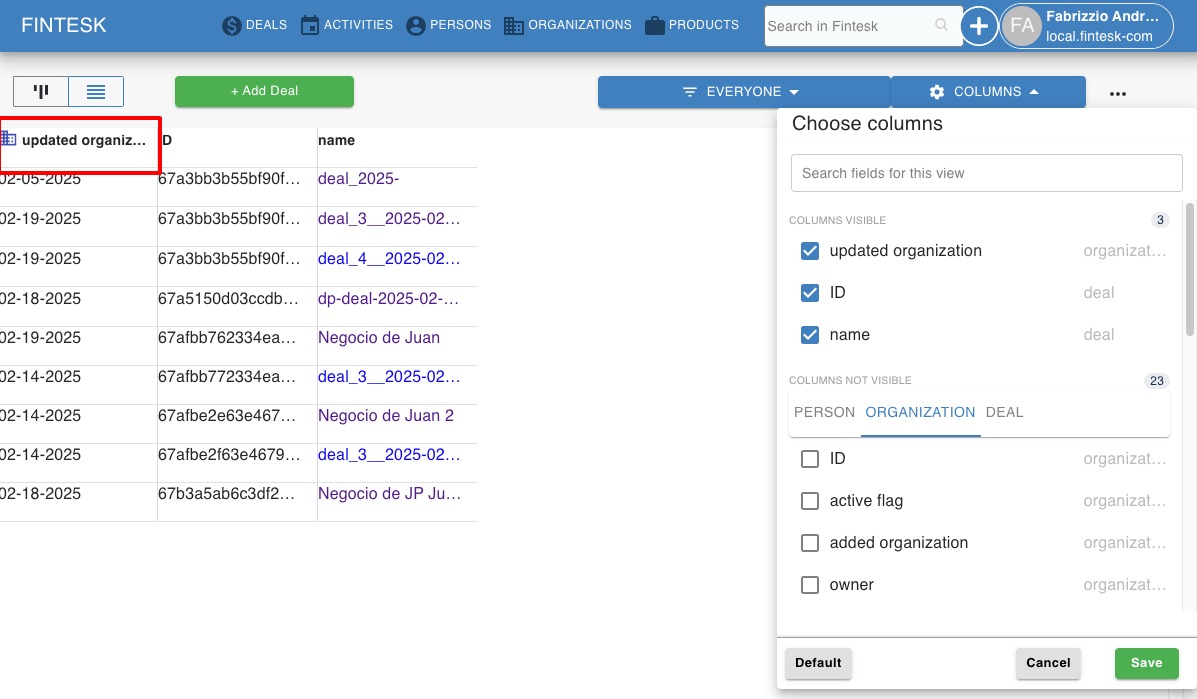 FINTESK
DEALS
ACTIVITIES
PERSONS
ORGANIZATIONS
PRODUCTS
Search in Fintesk
FA
Fabrizzio Andr...
local.fintesk-com
+ Add Deal
EVERYONE
COLUMNS
updated organiz... ID name
02-05-2025 67a3bb3b55bf90f... deal_2025-
02-19-2025 67a3bb3b55bf90f... deal_3__2025-02...
02-19-2025 67a3bb3b55bf90f... deal_4__2025-02...
02-18-2025 67a5150d03ccdb... dp-deal-2025-02-...
02-19-2025 67afbb762334ea... Negocio de Juan
02-14-2025 67afbb772334ea... deal_3__2025-02...
02-14-2025 67afbe2e63e467... Negocio de Juan 2
02-14-2025 67afbe2f63e4679... deal_3__2025-02...
02-18-2025 67b3a5ab6c3df2... Negocio de JP Ju...
Choose columns
Search fields for this view
COLUMNS VISIBLE 3
updated organization organizat...
ID deal
name deal
COLUMNS NOT VISIBLE 23
PERSON ORGANIZATION DEAL
ID organizat...
active flag organizat...
added organization organizat...
owner organizat...
Default Cancel Save